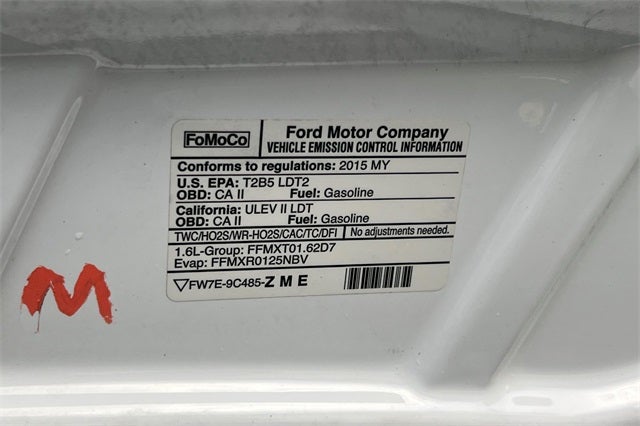 FoMoCo
Ford Motor Company
VEHICLE EMISSION CONTROL INFORMATION
Conforms to regulations: 2015 MY
U.S. EPA: T2B5 LDT2
OBD: CA II Fuel: Gasoline
California: ULEV II LDT
OBD: CA II Fuel: Gasoline
TWC/HO2S/WR-HO2S/CAC/TC/DFI No adjustments needed.
1.6L-Group: FFMXT01.62D7
Evap: FFMXR0125NBV
FW7E-9C485-ZME
M